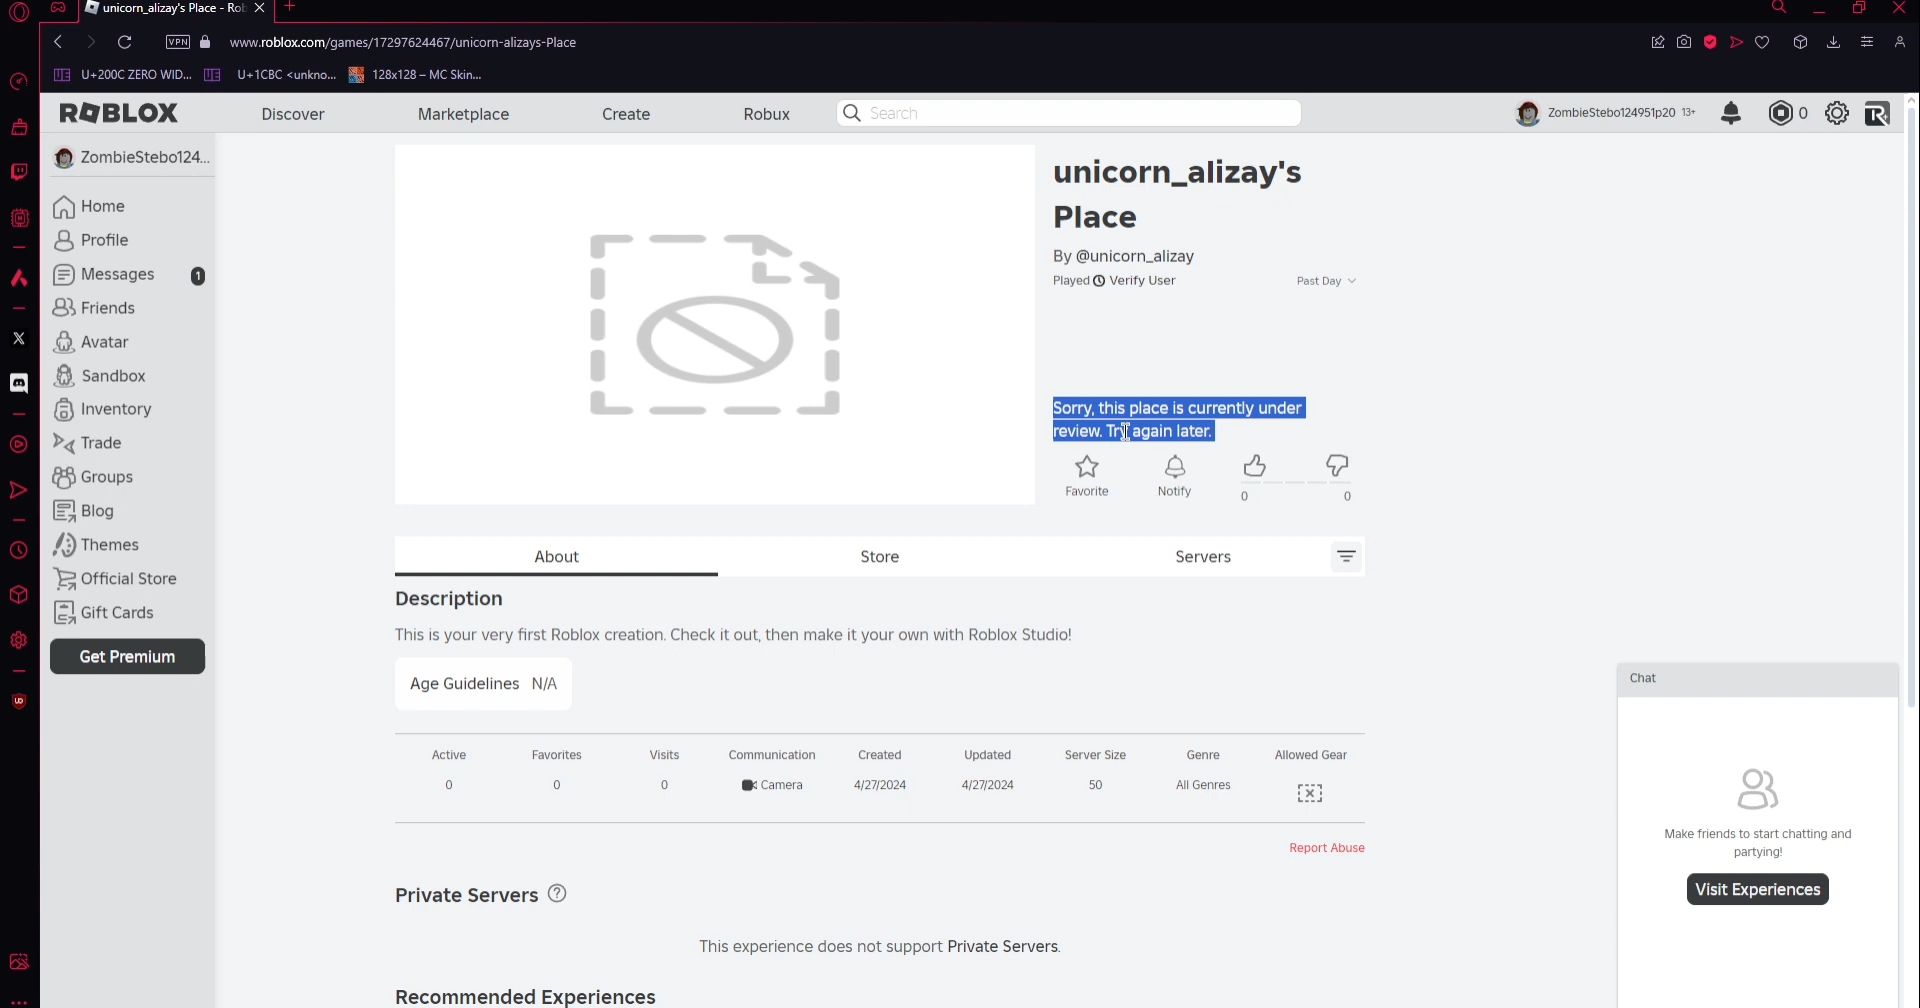 unicorn_alizay's Place - Rob
VPN
www.roblox.com/games/17297624467/unicorn-alizays-Place
U+200C ZERO WID...
U+1CBC <unkno...
128x128 – MC Skin...
ROBLOX
Discover
Marketplace
Create
Robux
Search
ZombieStebo124951p20 13+
0
ZombieStebo124...
Home
Profile
Messages 1
Friends
Avatar
Sandbox
Inventory
Trade
Groups
Blog
Themes
Official Store
Gift Cards
Get Premium
unicorn_alizay's
Place
By @unicorn_alizay
Played Verify User
Past Day
Sorry, this place is currently under
review. Try again later.
Favorite
Notify
0
0
About
Store
Servers
Description
This is your very first Roblox creation. Check it out, then make it your own with Roblox Studio!
Age Guidelines N/A
Active Favorites Visits Communication Created Updated Server Size Genre Allowed Gear
0 0 0 Camera 4/27/2024 4/27/2024 50 All Genres
Report Abuse
Private Servers
This experience does not support Private Servers.
Recommended Experiences
Chat
Make friends to start chatting and
partying!
Visit Experiences